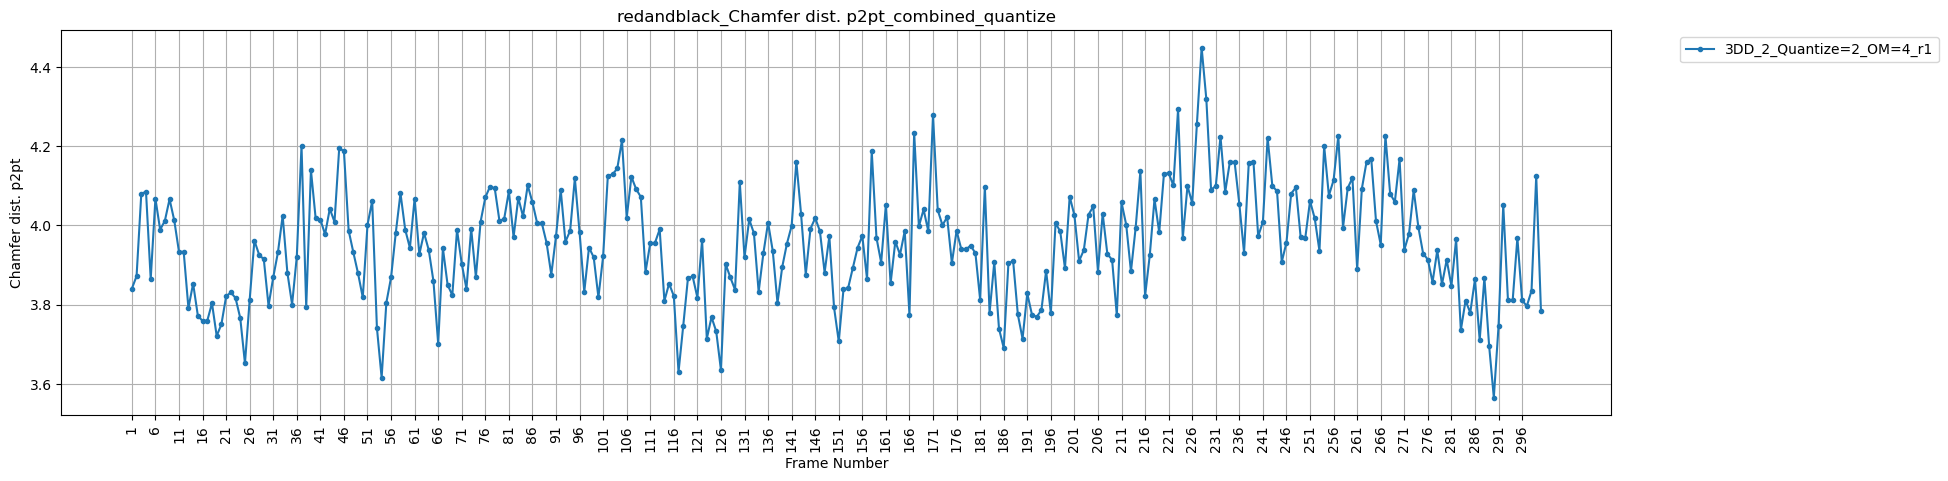 redandblack_Chamfer dist. p2pt_combined_quantize
3DD_2_Quantize=2_OM=4_r1
Chamfer dist. p2pt
4.4
4.2
4.0
3.8
3.6
1 6 11 16 21 26 31 36 41 46 51 56 61 66 71 76 81 86 91 96 101 106 111 116 121 126 131 136 141 146 151 156 161 166 171 176 181 186 191 196 201 206 211 216 221 226 231 236 241 246 251 256 261 266 271 276 281 286 291 296
Frame Number